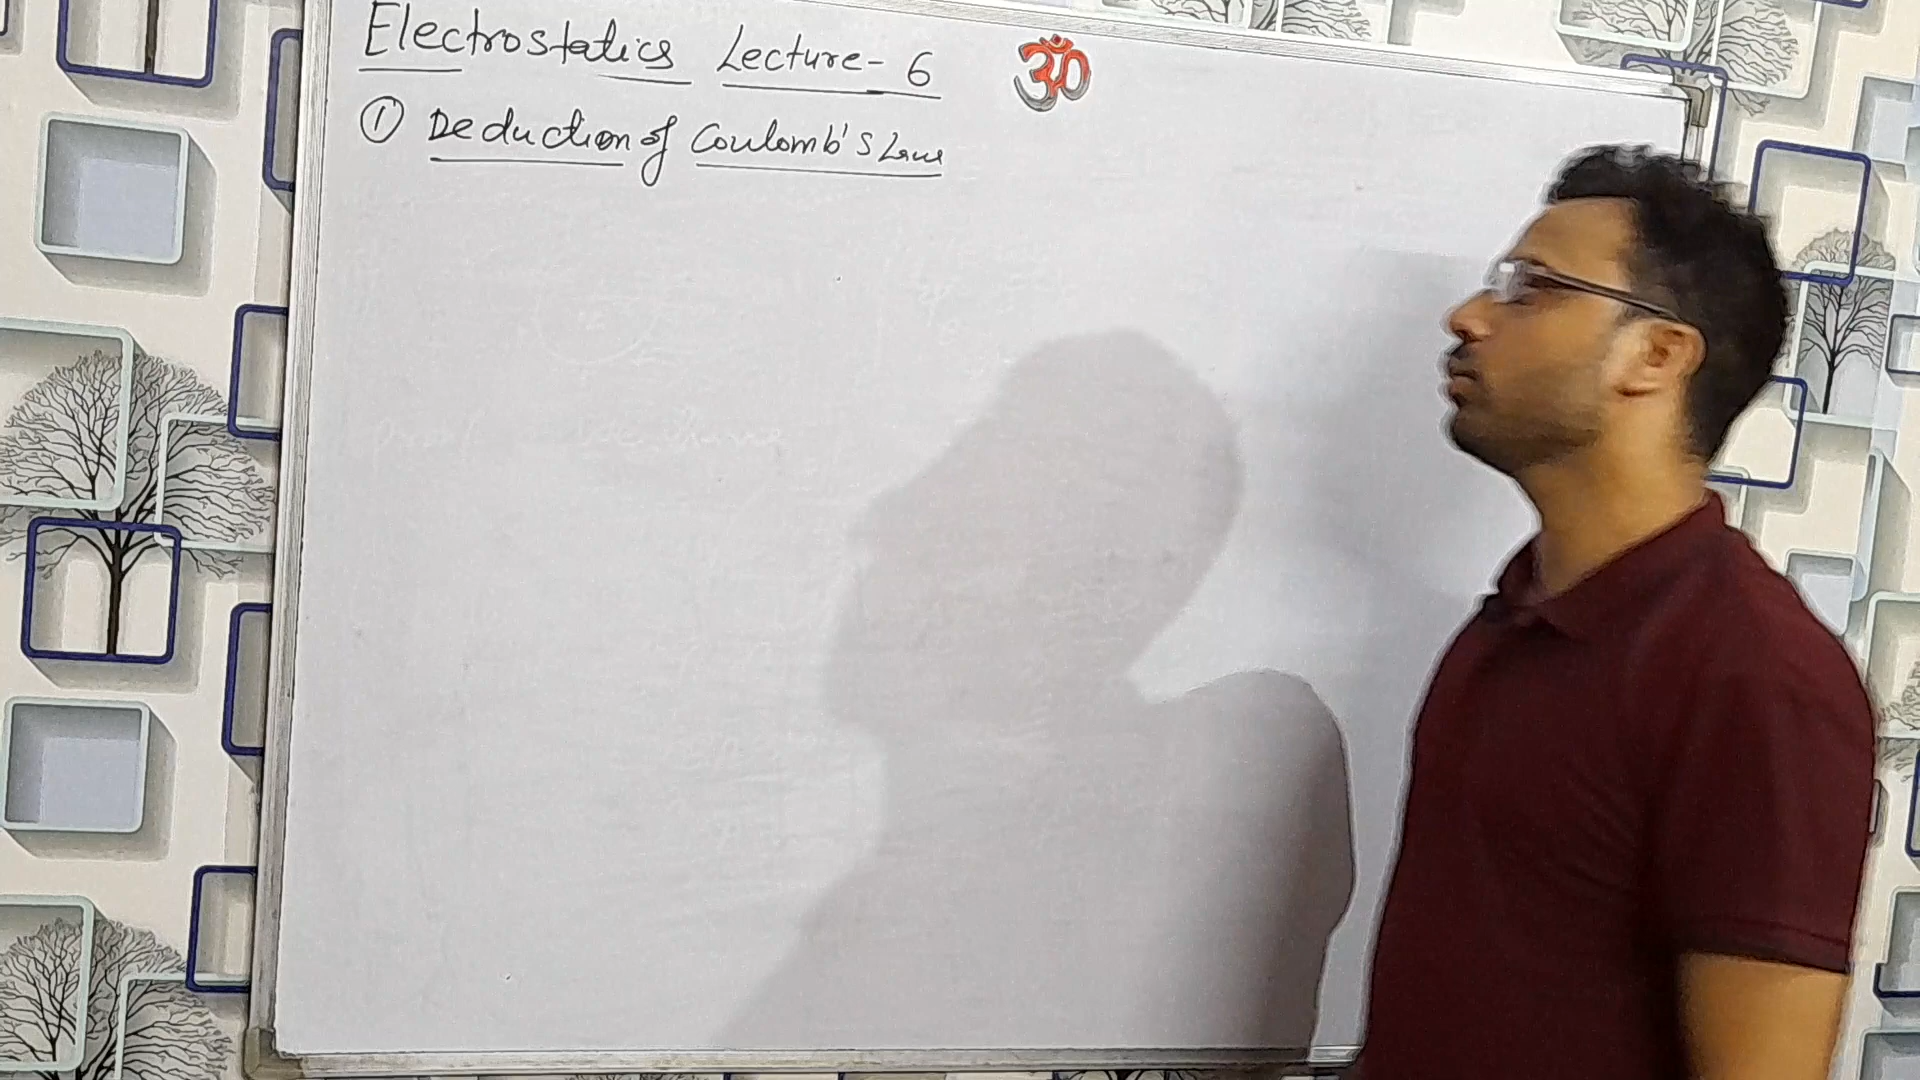 Electrostatics Lecture-6
ॐ
① Deduction of Coulomb's Law